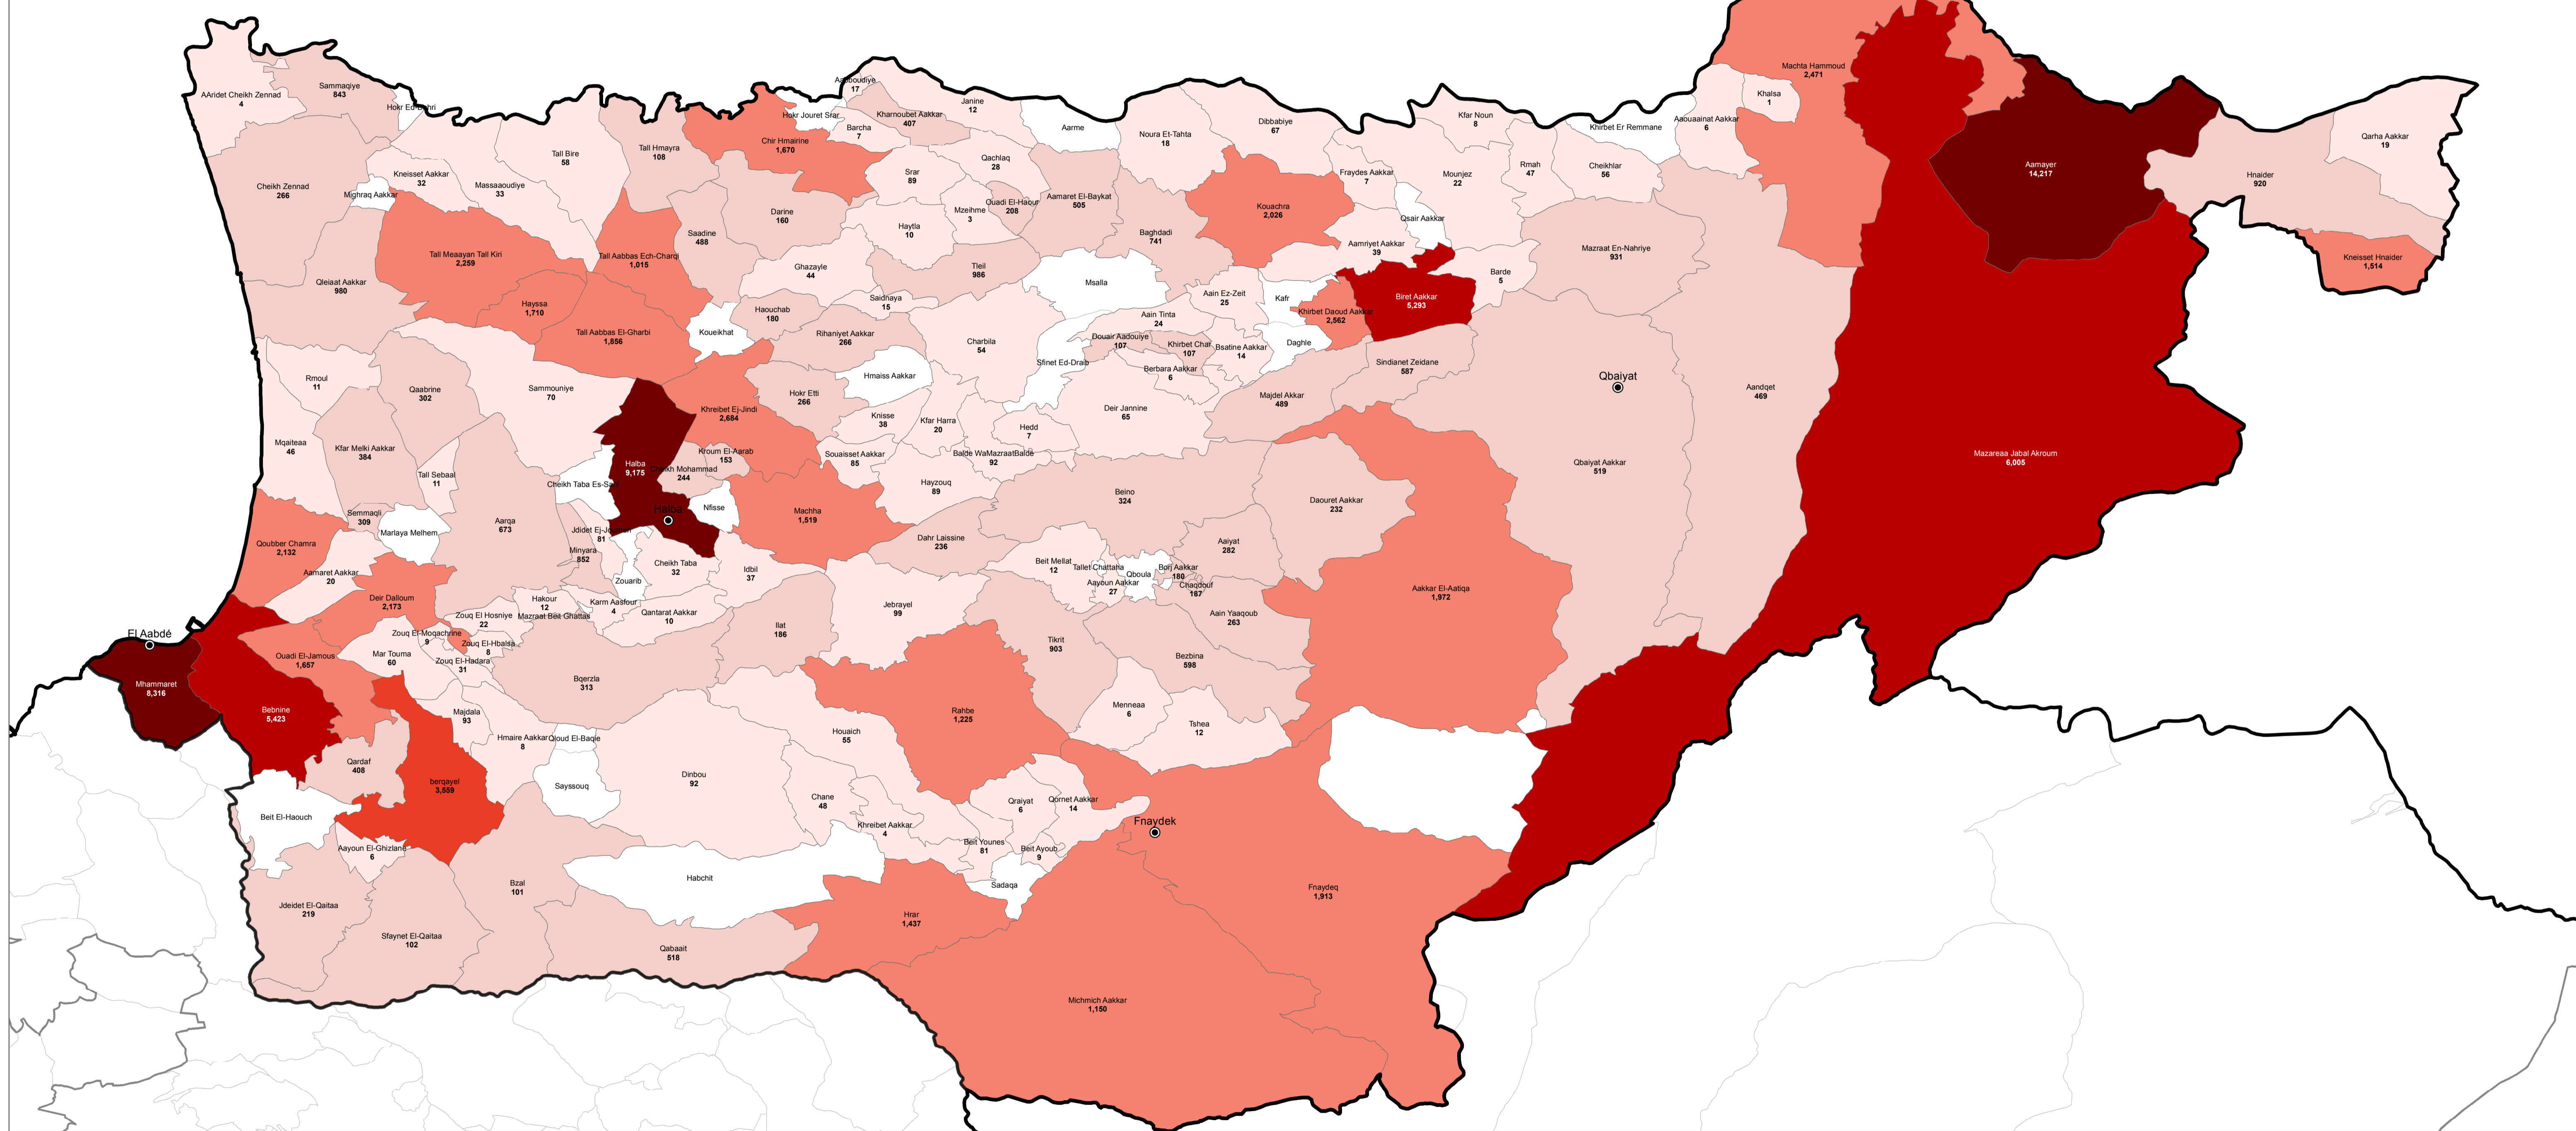 Machta Hammoud
2,471
AAridet Cheikh Zennad
4
Sammaqiye
843
17
Janine
12
Kharnoubet Aakkar
407
Hokr Jouret Srar
Barcha
7
Aarme
Noura Et-Tahta
18
Dibbabiye
67
Kfar Noun
8
Khirbet Er Remmane
Aaouaainat Aakkar
6
Khalsa
1
Aamayer
14,217
Qarha Aakkar
19
Hnaider
920
Kneisset Hnaider
1,514
Cheikh Zennad
266
Mighraq Aakkar
Kneisset Aakkar
32
Massaaoudiye
33
Tall Bire
58
Tall Hmayra
108
Chir Hmairine
1,670
Srar
89
Qachlaq
28
Mzeihme
3
Ouadi El-Haour
208
Aamaret El-Baykat
505
Kouachra
2,026
Fraydes Aakkar
7
Mounjez
22
Rmah
47
Cheikhlar
56
Qsair Aakkar
Darine
160
Haytla
10
Baghdadi
741
Saadine
488
Aamriyet Aakkar
39
Mazraat En-Nahriye
931
Tall Meaayan Tall Kiri
2,259
Tall Aabbas Ech-Charqi
1,015
Ghazayle
44
Tleil
986
Msalla
Barde
5
Qleiaat Aakkar
980
Hayssa
1,710
Tall Aabbas El-Gharbi
1,856
Koueikhat
Haouchab
180
Saidnaya
15
Rihaniyet Aakkar
266
Aain Ez-Zeit
25
Kafr
Khirbet Daoud Aakkar
2,562
Biret Aakkar
5,293
Aain Tinta
24
Charbila
54
Douair Aadouiye
107
Khirbet Char
107
Bsatine Aakkar
14
Daghle
Sfinet Ed-Draib
Berbara Aakkar
6
Sindianet Zeidane
587
Qbaiyat
Rmoul
11
Qaabrine
302
Sammouniye
70
Hmaiss Aakkar
Hokr Etti
266
Majdel Akkar
489
Aandqet
469
Khreibet Ej-Jindi
2,684
Knisse
38
Kfar Harra
20
Hedd
7
Deir Jannine
65
Mqaiteaa
46
Kfar Melki Aakkar
384
Kroum El-Aarab
153
Souaisset Aakkar
85
Balde WaMazraatBalde
92
Mazareaa Jabal Akroum
6,005
Halba
9,175
Cheikh Mohammad
244
Qbaiyat Aakkar
519
Tall Sebaal
11
Hayzouq
89
Beino
324
Daouret Aakkar
232
Nfisse
Halba
Machha
1,519
Semmaqli
309
Marlaya Melhem
Aarqa
673
81
Minyara
852
Dahr Laissine
236
Aaiyat
282
Qoubber Chamra
2,132
Aamaret Aakkar
20
Cheikh Taba
32
Idbil
37
Zouarib
Beit Mellat
12
Tallet Chattaha
Qboula
Borj Aakkar
180
Aayoun Aakkar
27
Chaqdouf
187
Aakkar El-Aatiqa
1,972
Deir Dalloum
2,173
Hakour
12
Karm Aasfour
4
Jebrayel
99
Zouq El Hosniye
22
Mazraat Beit Ghattas
Qantarat Aakkar
10
Ilat
186
Aain Yaaqoub
263
El Aabdé
Zouq El-Moqachrine
9
Zouq El-Hbalsa
8
Tikrit
903
Ouadi El-Jamous
1,657
Mar Touma
60
Zouq El-Hadara
31
Bezbina
598
Mhammaret
8,316
Bqerzla
313
Bebnine
5,423
Majdala
93
Rahbe
1,225
Menneaa
6
Tshea
12
Hmaire Aakkar
8
Qloud El-Baqie
Houaich
55
Qardaf
408
berqayel
3,559
Sayssouq
Dinbou
92
Chane
48
Qraiyat
6
Qornet Aakkar
14
Beit El-Haouch
Khreibet Aakkar
4
Fnaydek
Aayoun El-Ghizlane
6
Beit Younes
81
Beit Ayoub
9
Habchit
Sadaqa
Bzal
101
Fnaydeq
1,913
Jdeidet El-Qaitaa
219
Hrar
1,437
Sfaynet El-Qaitaa
102
Qabaait
518
Michmich Aakkar
1,150